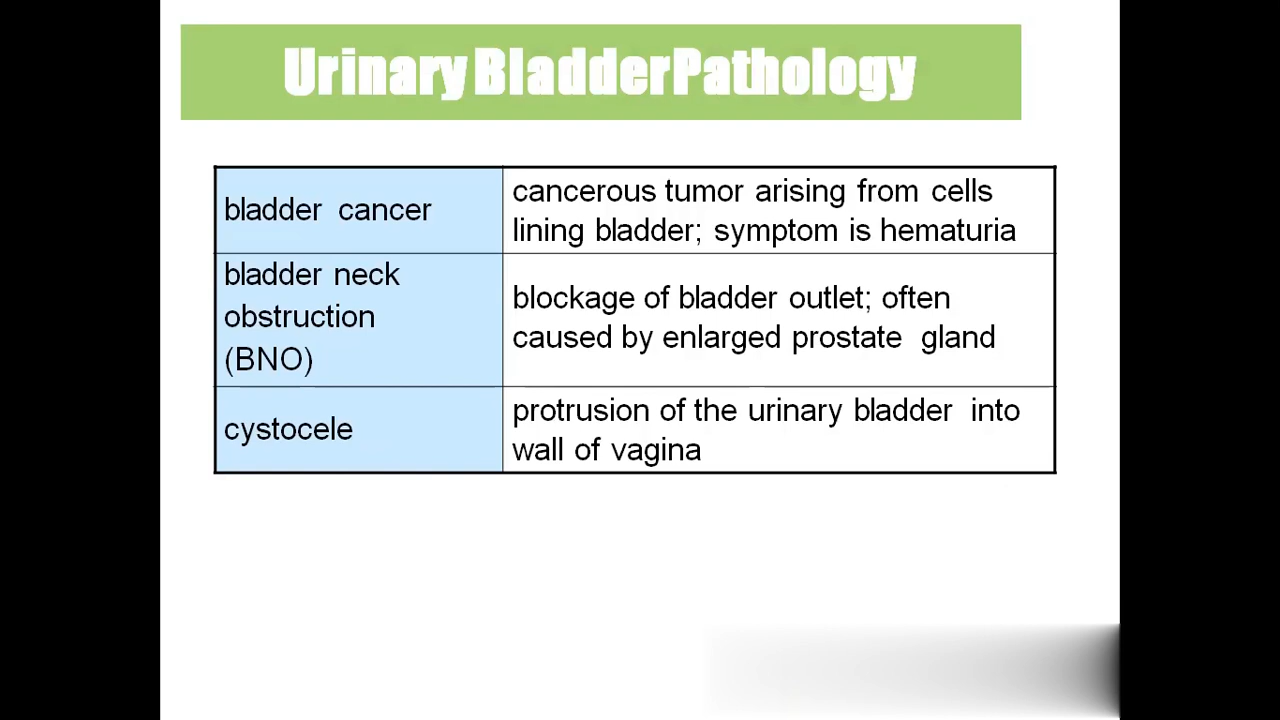 Urinary Bladder Pathology
bladder cancer
cancerous tumor arising from cells
lining bladder; symptom is hematuria
bladder neck
obstruction
(BNO)
blockage of bladder outlet; often
caused by enlarged prostate gland
cystocele
protrusion of the urinary bladder into
wall of vagina